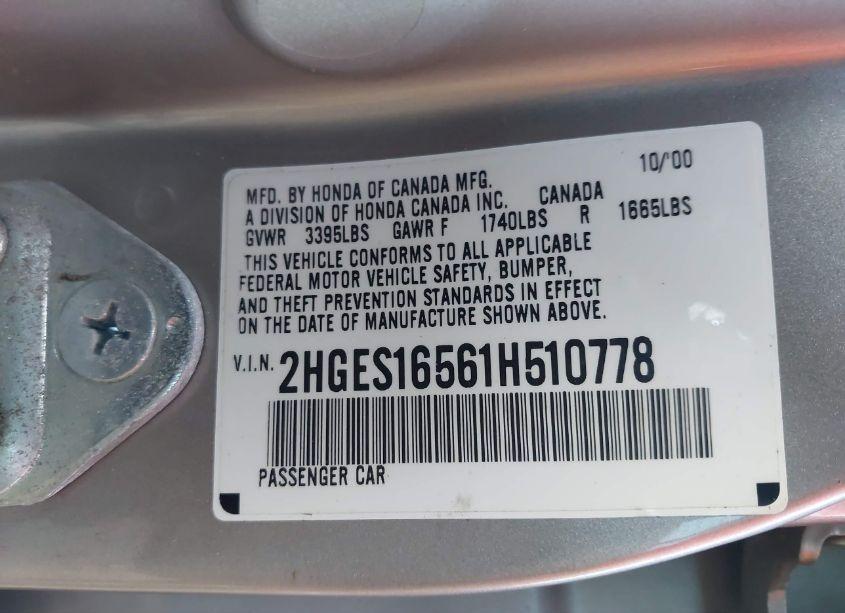 10/'00
MFD. BY HONDA OF CANADA MFG.
A DIVISION OF HONDA CANADA INC. CANADA
GVWR 3395LBS GAWR F 1740LBS R 1665LBS
THIS VEHICLE CONFORMS TO ALL APPLICABLE
FEDERAL MOTOR VEHICLE SAFETY, BUMPER,
AND THEFT PREVENTION STANDARDS IN EFFECT
ON THE DATE OF MANUFACTURE SHOWN ABOVE.
V.I.N. 2HGES16561H510778
PASSENGER CAR